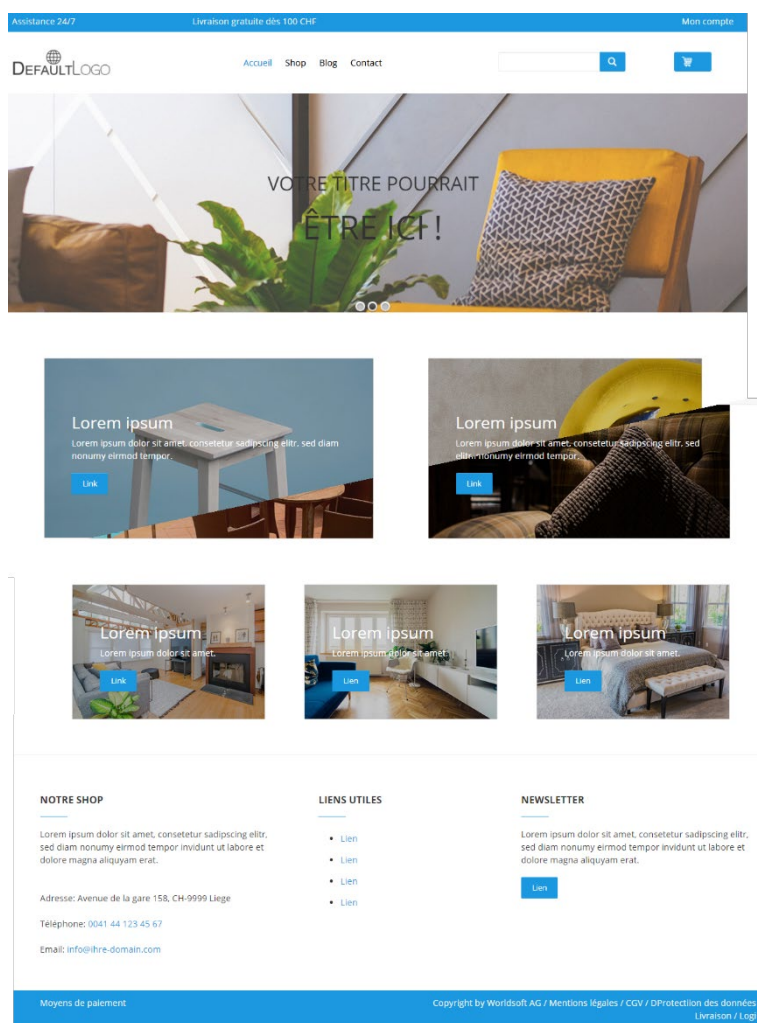 Assistance 24/7
Livraison gratuite dès 100 CHF
Mon compte
DEFAULTLOGO
Accueil
Shop
Blog
Contact
VOTRE TITRE POURRAIT
ÊTRE ICI !
Lorem ipsum
Lorem ipsum dolor sit amet, consetetur sadipscing elitr, sed diam
nonumy eirmod tempor.
Link
Lorem ipsum
Lorem ipsum dolor sit amet, consetetur sadipscing elitr, sed
nonumy eirmod tempor.
Link
Lorem ipsum
Lorem ipsum dolor sit amet.
Link
Lorem ipsum
Lorem ipsum dolor sit amet.
Lien
Lorem ipsum
Lorem ipsum dolor sit amet.
Lien
NOTRE SHOP
Lorem ipsum dolor sit amet, consetetur sadipscing elitr,
sed diam nonumy eirmod tempor invidunt ut labore et
dolore magna aliquyam erat.
Adresse: Avenue de la gare 158, CH-9999 Liege
Téléphone: 0041 44 123 45 67
Email: info@ihre-domain.com
LIENS UTILES
Lien
Lien
Lien
Lien
NEWSLETTER
Lorem ipsum dolor sit amet, consetetur sadipscing elitr,
sed diam nonumy eirmod tempor invidunt ut labore et
dolore magna aliquyam erat.
Lien
Moyens de paiement
Copyright by Worldsoft AG / Mentions légales / CGV / DProtectiion des données
Livraison / Logi